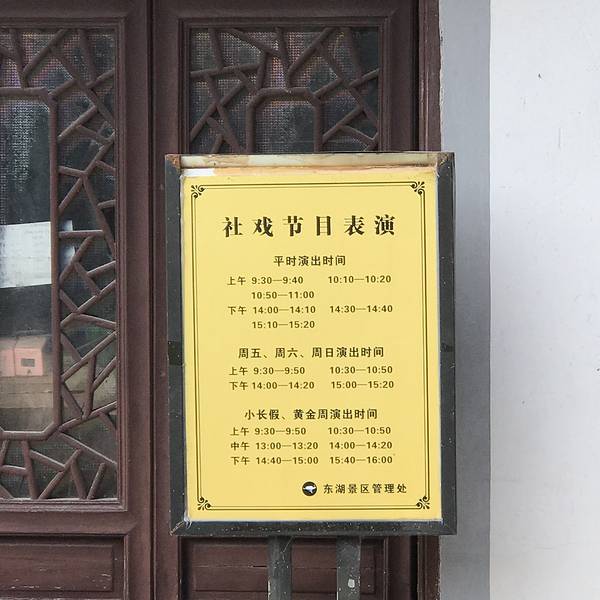 社戏节目表演
平时演出时间
上午 9:30—9:40 10:10—10:20
10:50—11:00
下午 14:00—14:10 14:30—14:40
15:10—15:20
周五、周六、周日演出时间
上午 9:30—9:50 10:30—10:50
下午 14:00—14:20 15:00—15:20
小长假、黄金周演出时间
上午 9:30—9:50 10:30—10:50
中午 13:00—13:20 14:00—14:20
下午 14:40—15:00 15:40—16:00
东湖景区管理处